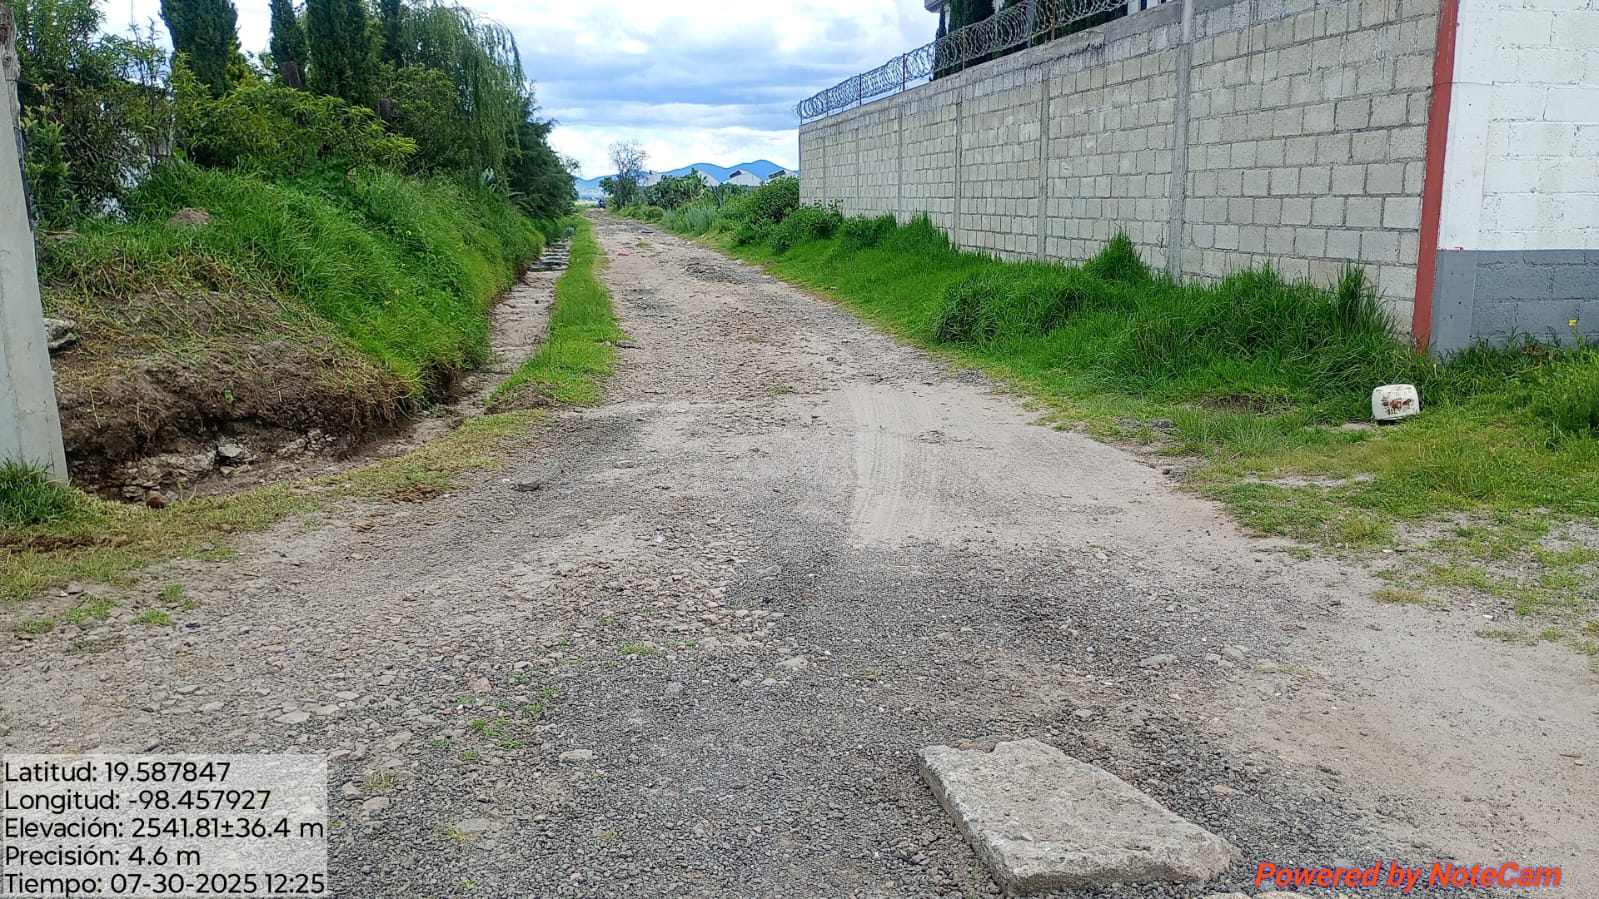 Latitud: 19.587847
Longitud: -98.457927
Elevación: 2541.81±36.4 m
Precisión: 4.6 m
Tiempo: 07-30-2025 12:25
Powered by NoteCam